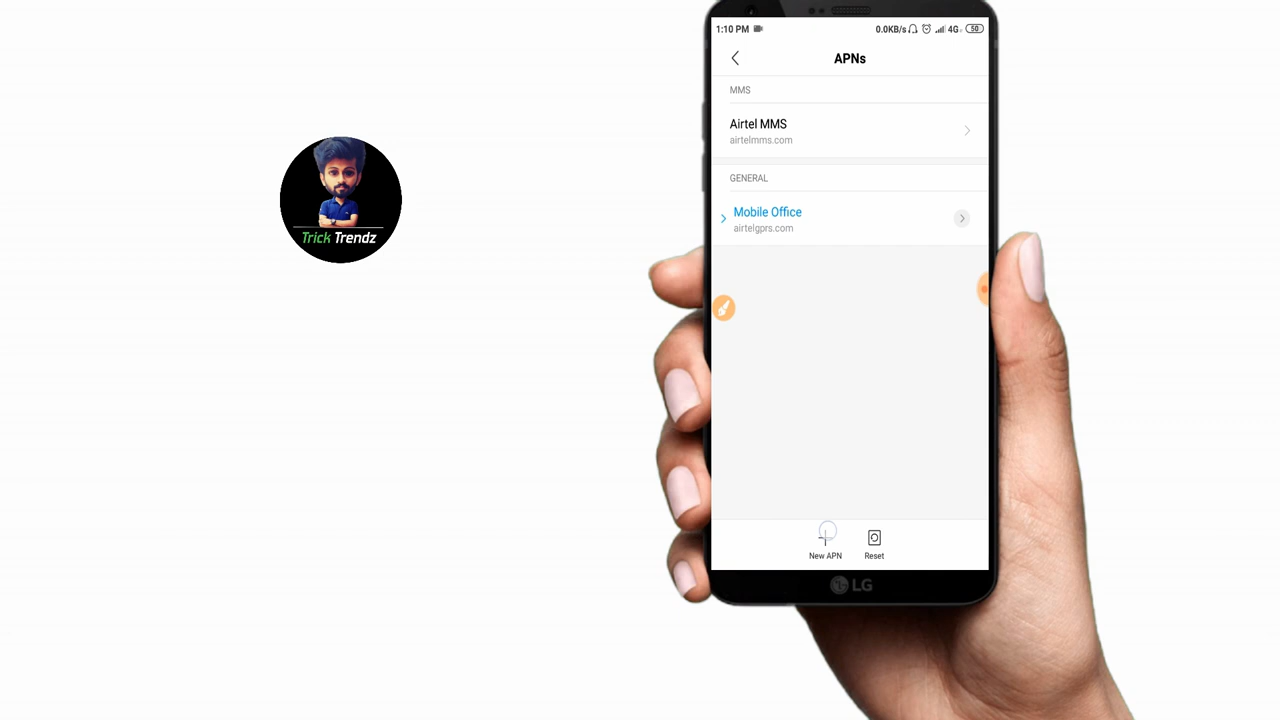 Trick Trendz
1:10 PM
0.0KB/s 4G 50
APNs
MMS
Airtel MMS
airtelmms.com
GENERAL
Mobile Office
airtelgprs.com
New APN
Reset
LG